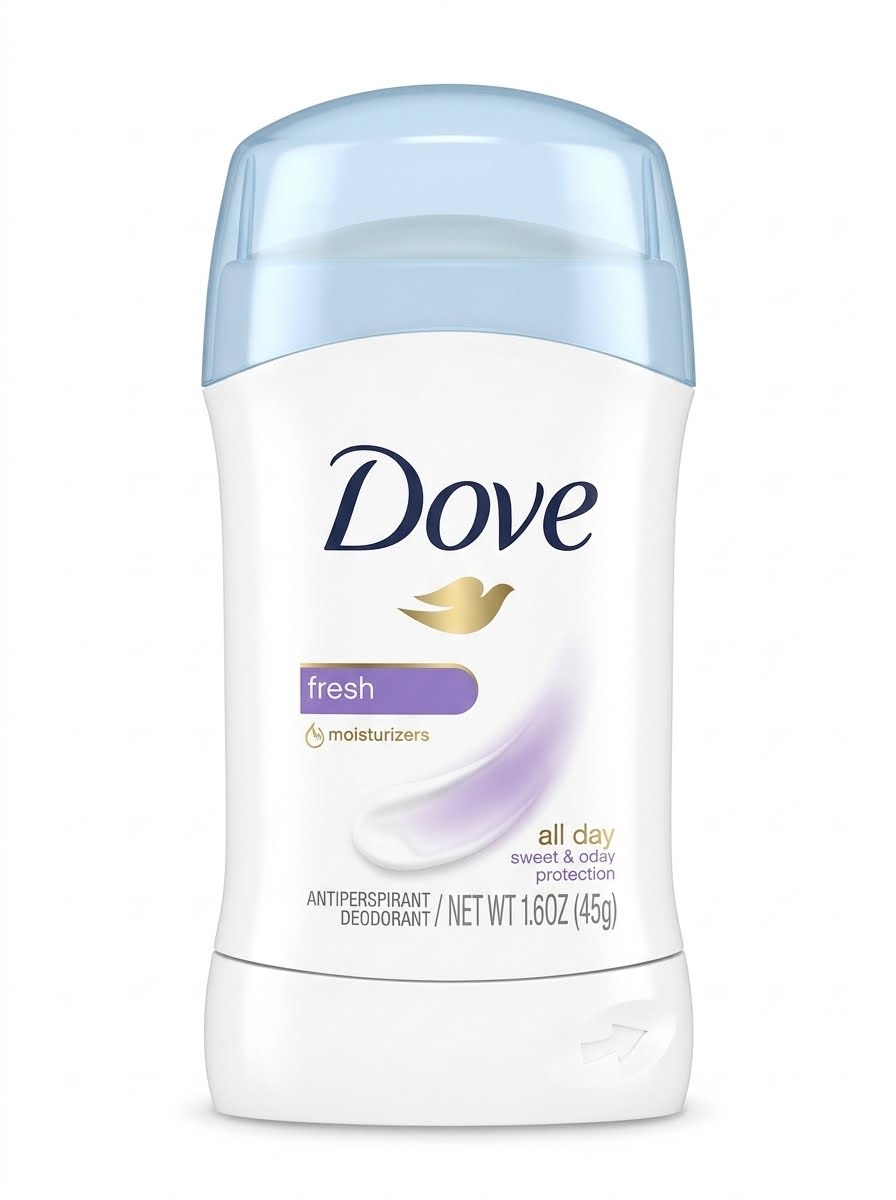 Dove
fresh
moisturizers
all day
sweet & oday
protection
ANTIPERSPIRANT
DEODORANT / NET WT 1.6OZ (45g)